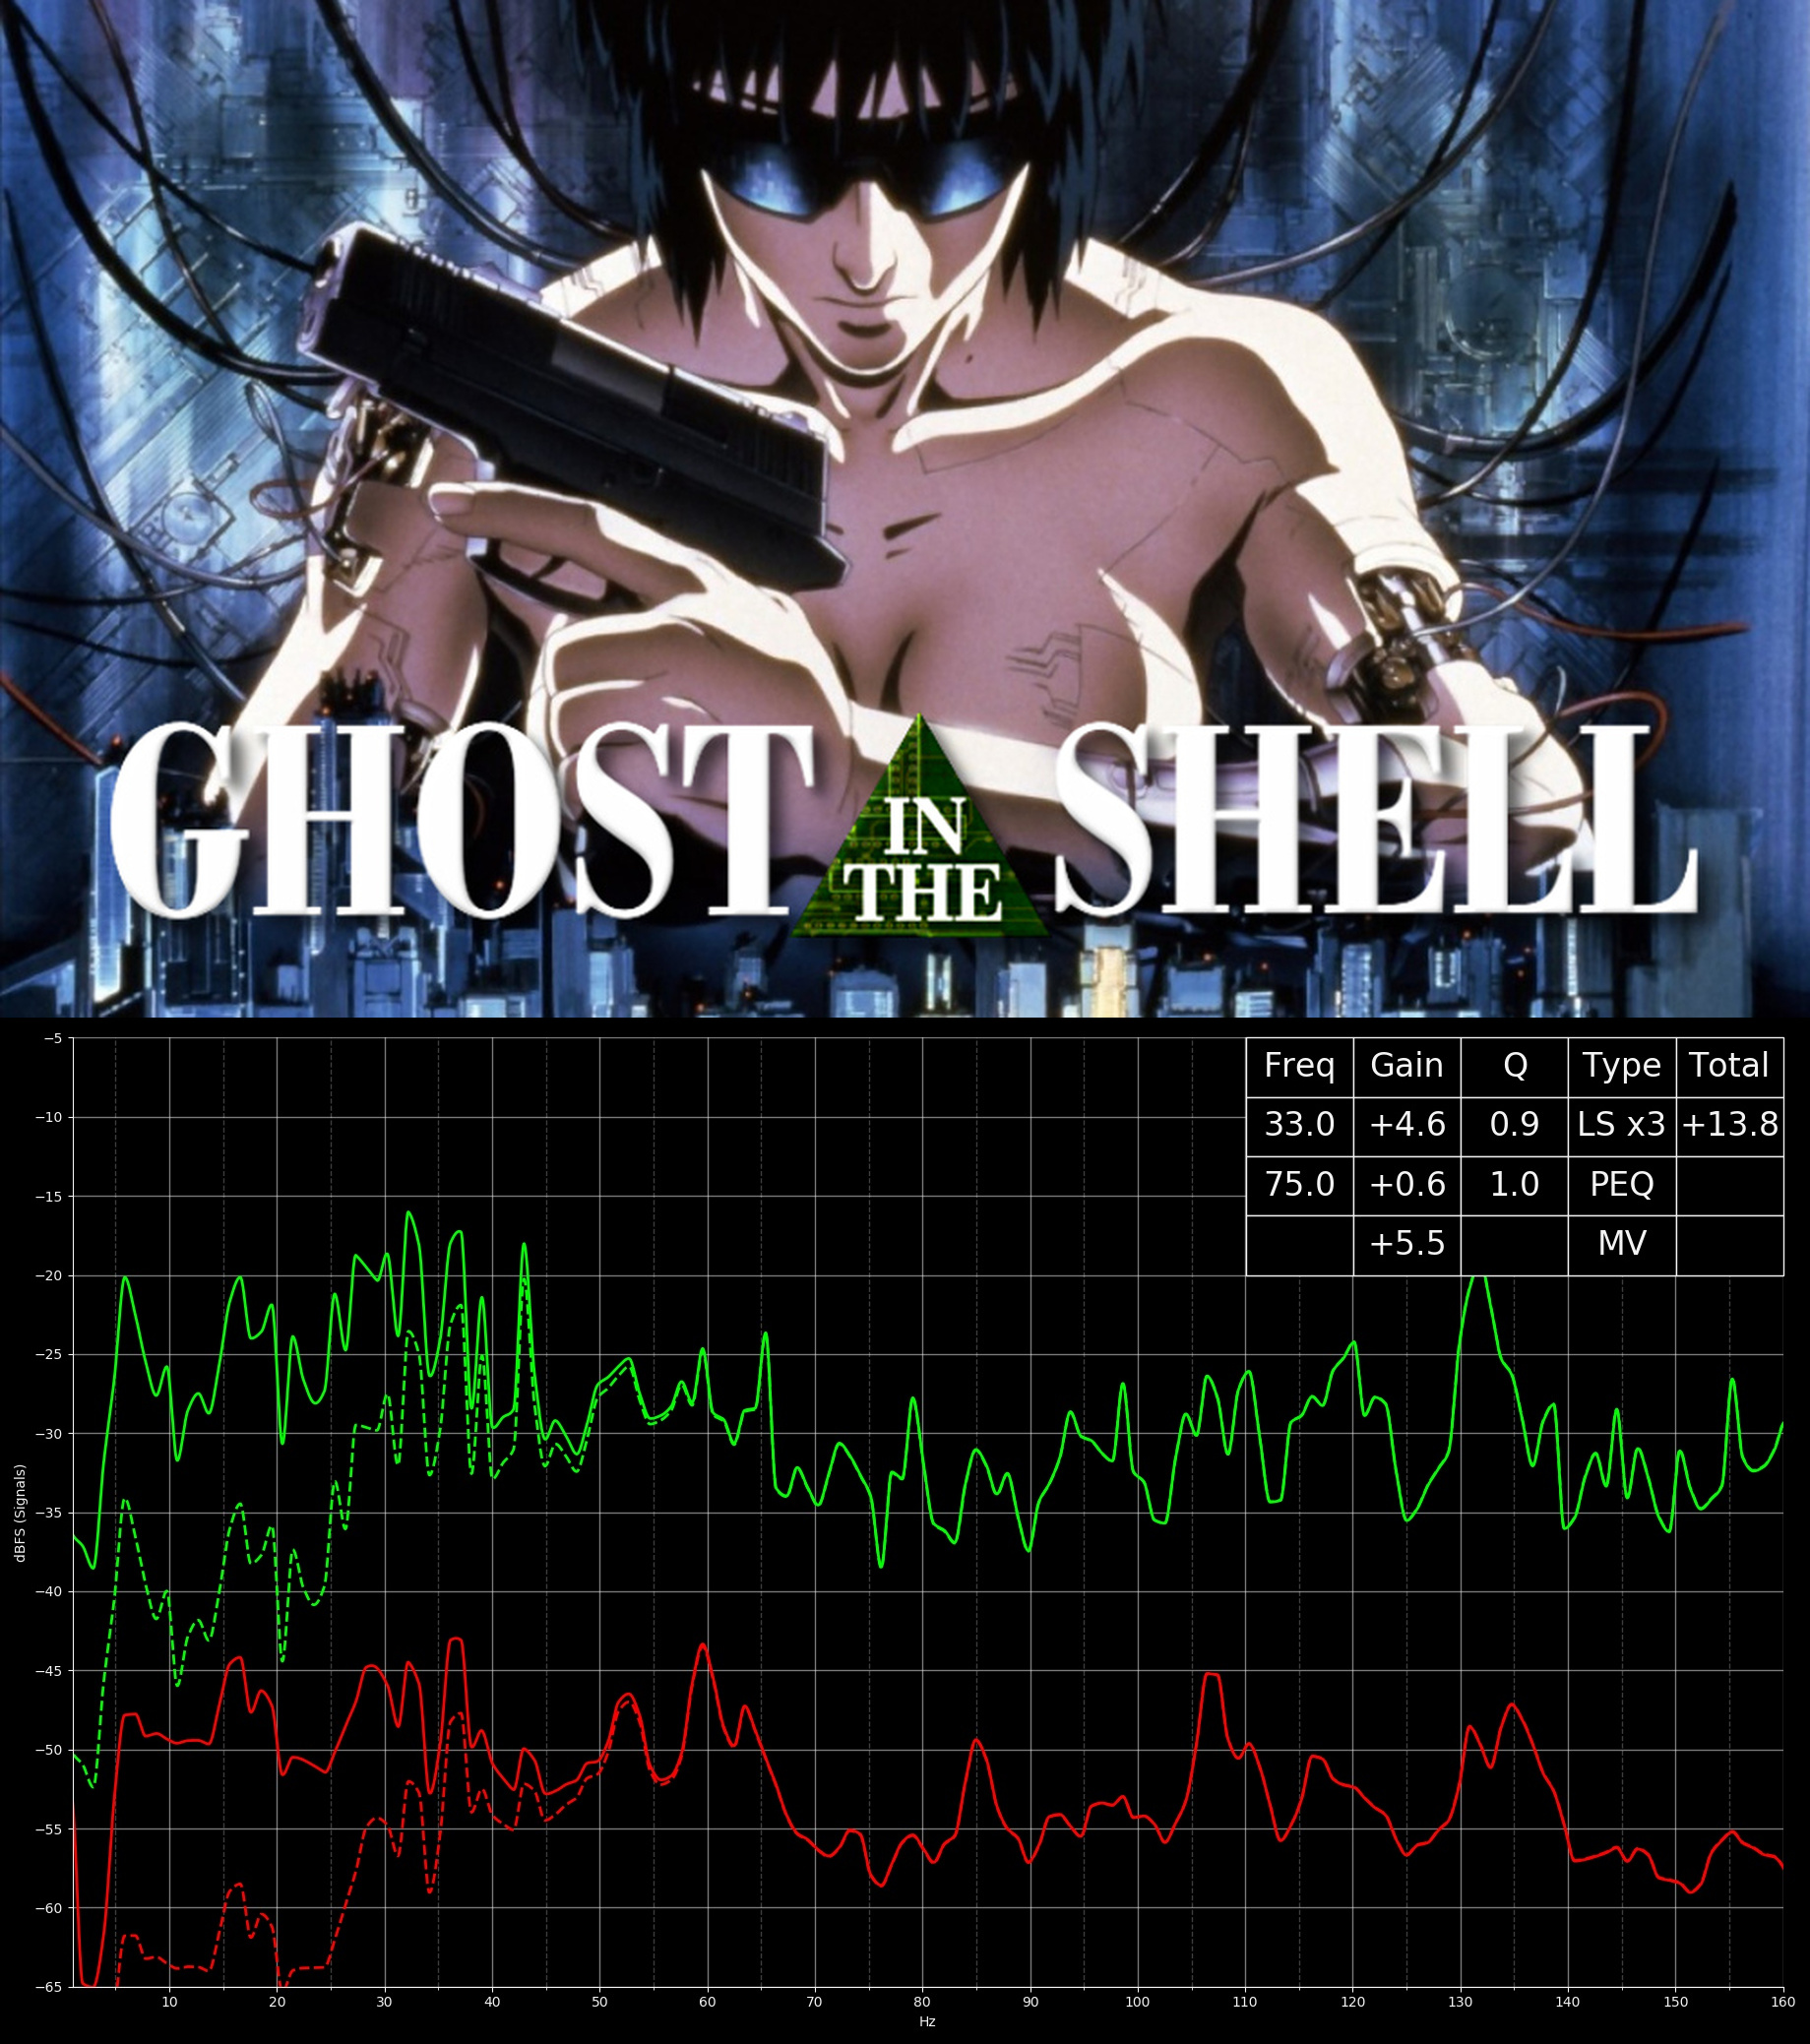 GHOST IN THE SHELL
Freq Gain Q Type Total
33.0 +4.6 0.9 LS x3 +13.8
75.0 +0.6 1.0 PEQ
+5.5 MV
−5
−10
−15
−20
−25
−30
−35
−40
−45
−50
−55
−60
−65
dBFS (Signals)
10 20 30 40 50 60 70 80 90 100 110 120 130 140 150 160
Hz